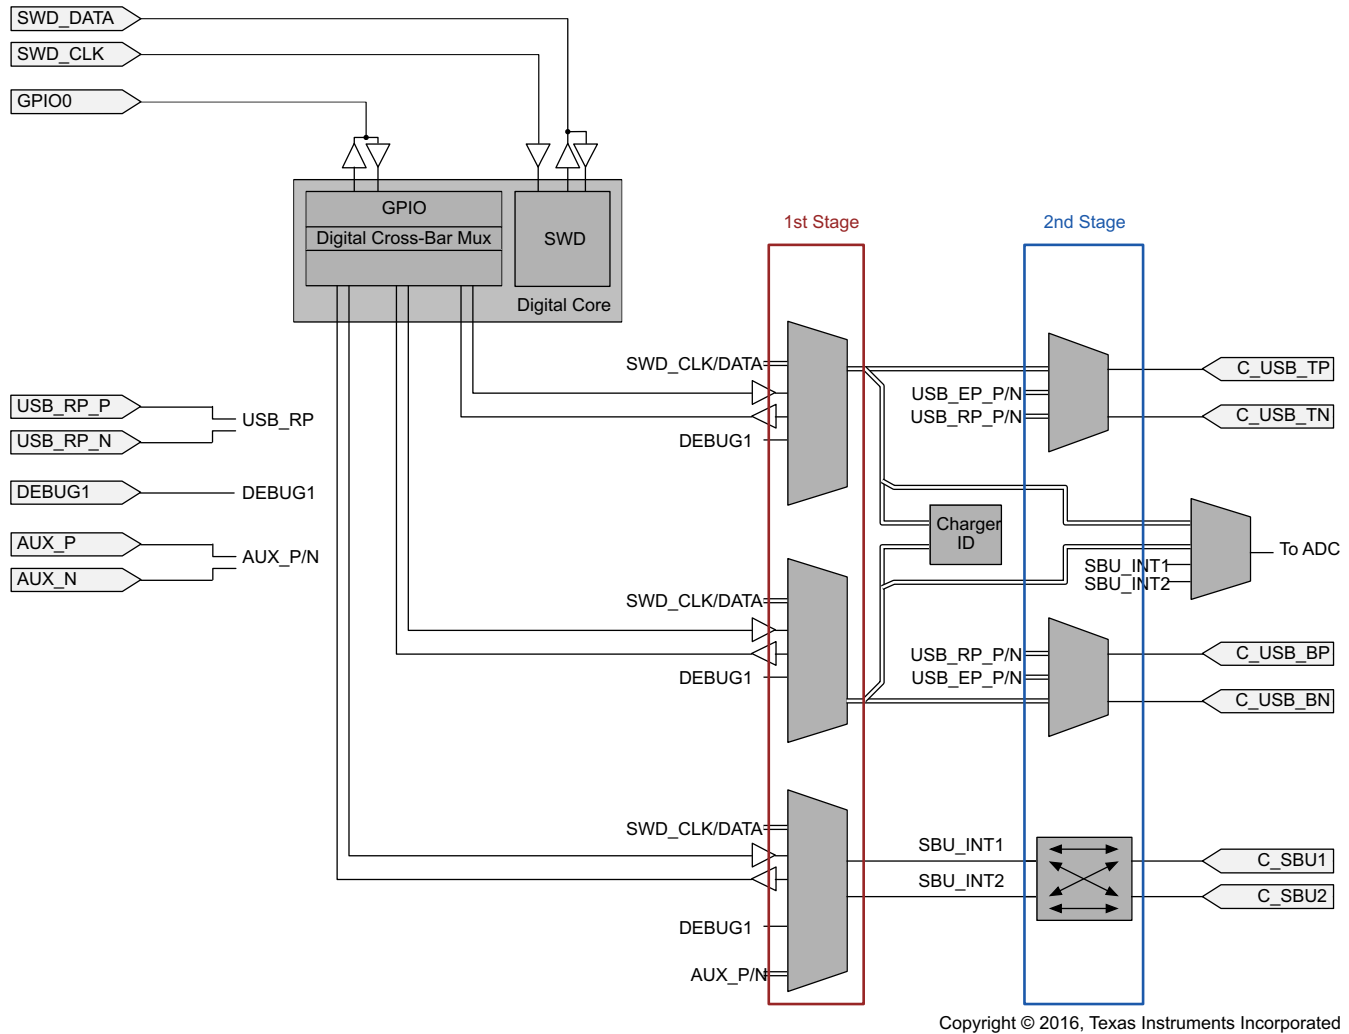 SWD_DATA
SWD_CLK
GPIO0
GPIO
Digital Cross-Bar Mux
SWD
Digital Core
1st Stage
2nd Stage
SWD_CLK/DATA
DEBUG1
USB_EP_P/N
USB_RP_P/N
C_USB_TP
C_USB_TN
USB_RP_P
USB_RP_N
USB_RP
DEBUG1
DEBUG1
AUX_P
AUX_N
AUX_P/N
Charger
ID
SBU_INT1
SBU_INT2
To ADC
SWD_CLK/DATA
DEBUG1
USB_RP_P/N
USB_EP_P/N
C_USB_BP
C_USB_BN
SWD_CLK/DATA
DEBUG1
AUX_P/N
SBU_INT1
SBU_INT2
C_SBU1
C_SBU2
Copyright © 2016, Texas Instruments Incorporated